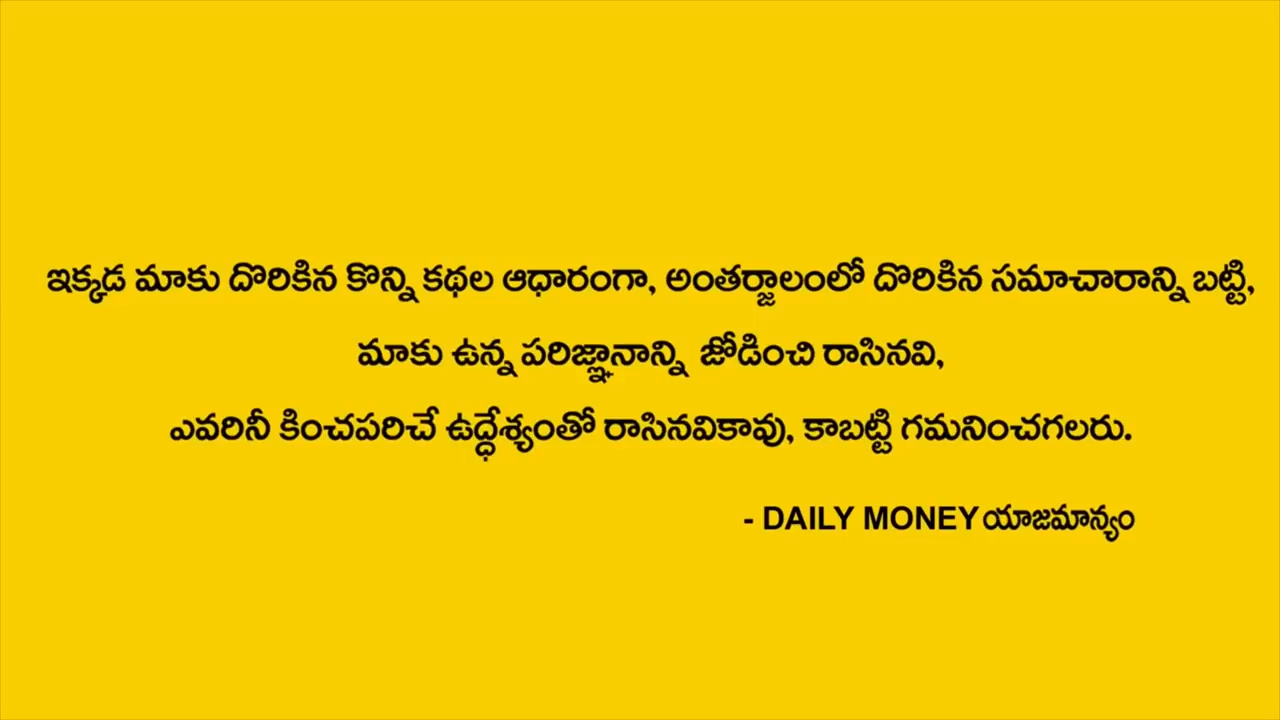 ఇక్కడ మాకు దొరికిన కొన్ని కథల ఆధారంగా, అంతర్జాలంలో దొరికిన సమాచారాన్ని బట్టి,
మాకు ఉన్న పరిజ్ఞానాన్ని జోడించి రాసినవి,
ఎవరినీ కించపరిచే ఉద్ధేశ్యంతో రాసినవికావు, కాబట్టి గమనించగలరు.
- DAILY MONEY యాజమాన్యం